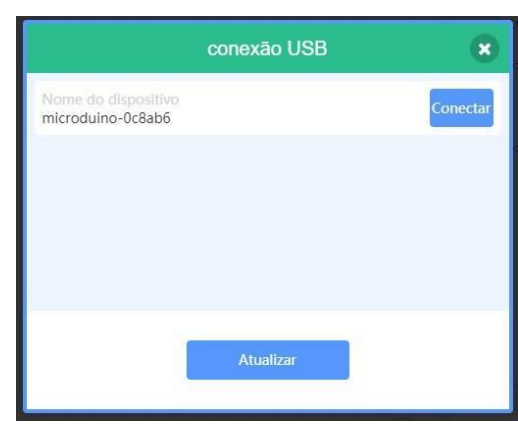 conexão USB
Nome do dispositivo
microduino-0c8ab6
Conectar
Atualizar